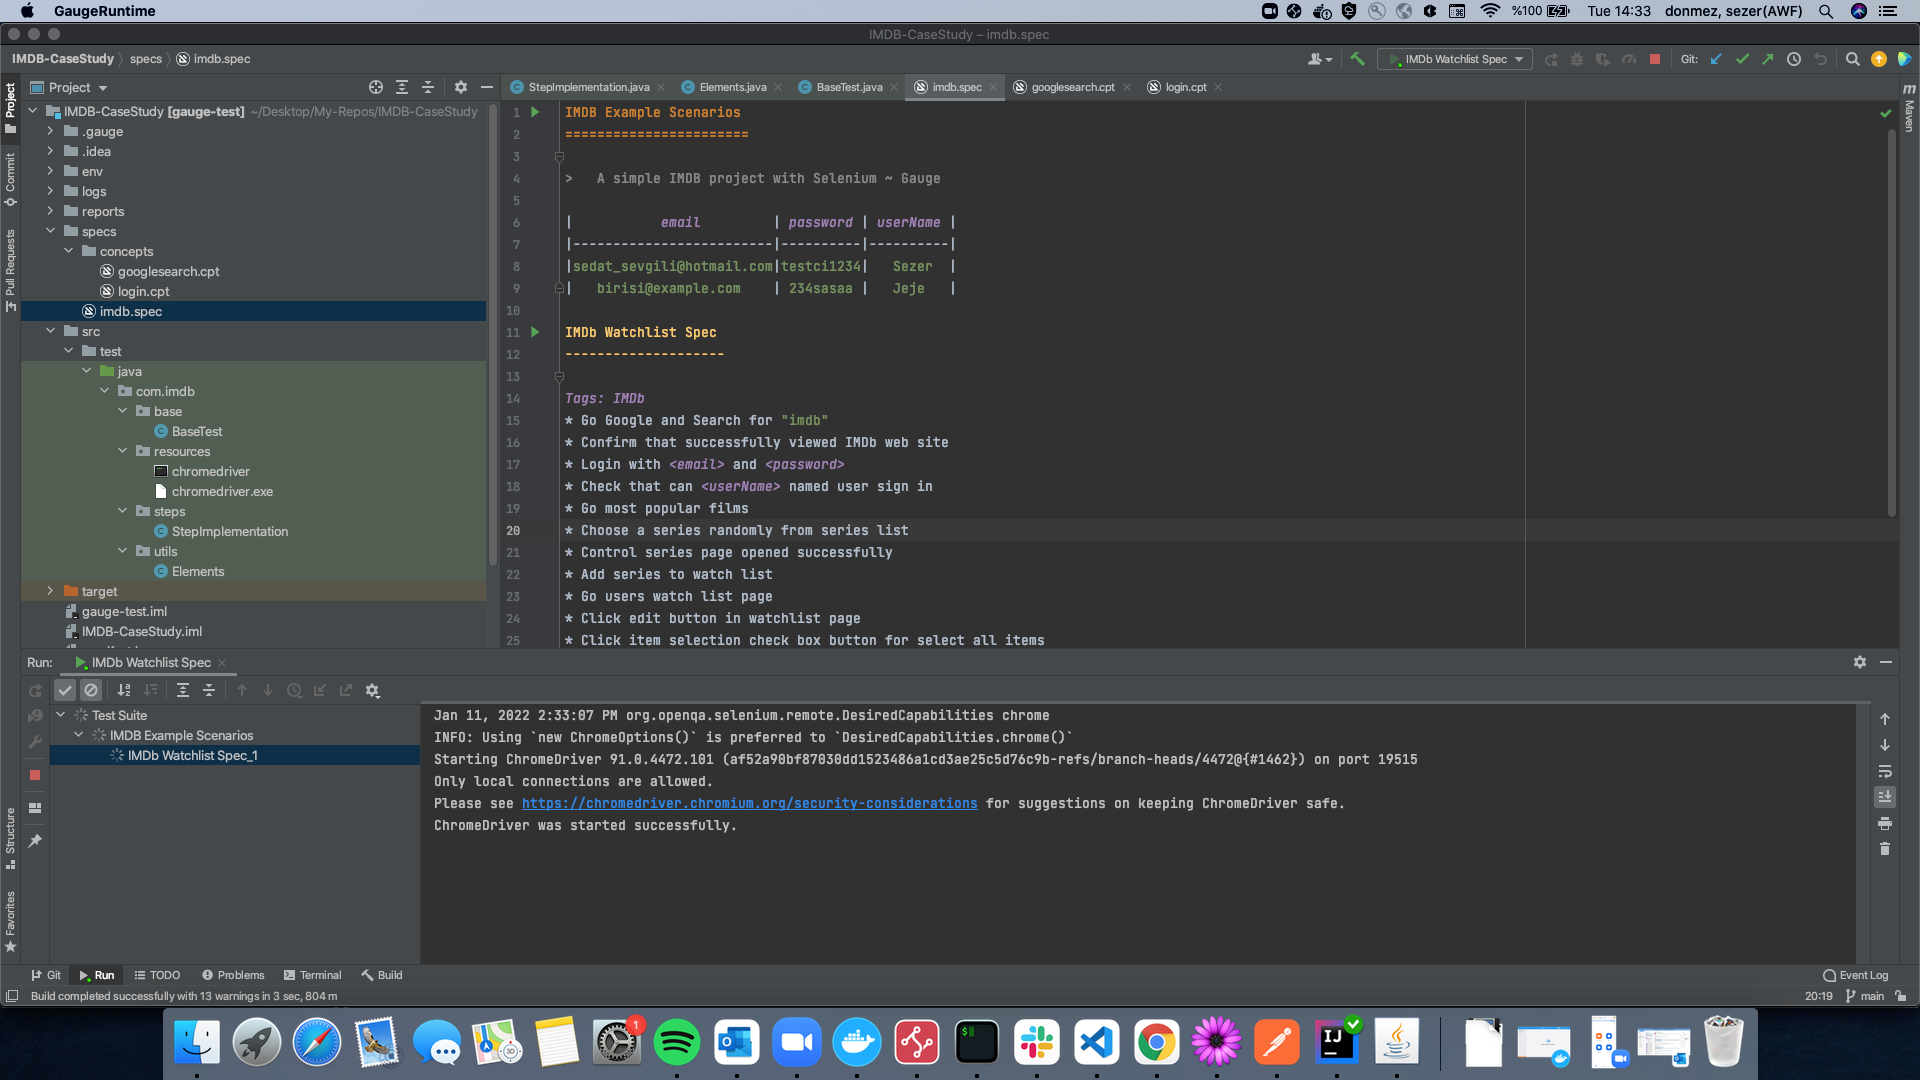 GaugeRuntime
%100
Tue 14:33
donmez, sezer(AWF)
IMDB-CaseStudy – imdb.spec
IMDB-CaseStudy
specs
imdb.spec
IMDb Watchlist Spec
Git:
Project
StepImplementation.java
Elements.java
BaseTest.java
imdb.spec
googlesearch.cpt
login.cpt
Project
Commit
Pull Requests
Structure
Favorites
m
Maven
IMDB-CaseStudy [gauge-test] ~/Desktop/My-Repos/IMDB-CaseStudy
.gauge
.idea
env
logs
reports
specs
concepts
googlesearch.cpt
login.cpt
imdb.spec
src
test
java
com.imdb
base
BaseTest
resources
chromedriver
chromedriver.exe
steps
StepImplementation
utils
Elements
target
gauge-test.iml
IMDB-CaseStudy.iml
1 IMDB Example Scenarios
2 =======================
3
4 > A simple IMDB project with Selenium ~ Gauge
5
6 | email | password | userName |
7 |-------------------------|----------|----------|
8 |sedat_sevgili@hotmail.com|testci1234| Sezer |
9 | birisi@example.com | 234sasaa | Jeje |
10
11 IMDb Watchlist Spec
12 --------------------
13
14 Tags: IMDb
15 * Go Google and Search for "imdb"
16 * Confirm that successfully viewed IMDb web site
17 * Login with <email> and <password>
18 * Check that can <userName> named user sign in
19 * Go most popular films
20 * Choose a series randomly from series list
21 * Control series page opened successfully
22 * Add series to watch list
23 * Go users watch list page
24 * Click edit button in watchlist page
25 * Click item selection check box button for select all items
Run:
IMDb Watchlist Spec
Test Suite
IMDB Example Scenarios
IMDb Watchlist Spec_1
Jan 11, 2022 2:33:07 PM org.openqa.selenium.remote.DesiredCapabilities chrome
INFO: Using `new ChromeOptions()` is preferred to `DesiredCapabilities.chrome()`
Starting ChromeDriver 91.0.4472.101 (af52a90bf87030dd1523486a1cd3ae25c5d76c9b-refs/branch-heads/4472@{#1462}) on port 19515
Only local connections are allowed.
Please see https://chromedriver.chromium.org/security-considerations for suggestions on keeping ChromeDriver safe.
ChromeDriver was started successfully.
Git
Run
TODO
Problems
Terminal
Build
Event Log
Build completed successfully with 13 warnings in 3 sec, 804 m
20:19
main
1
IJ